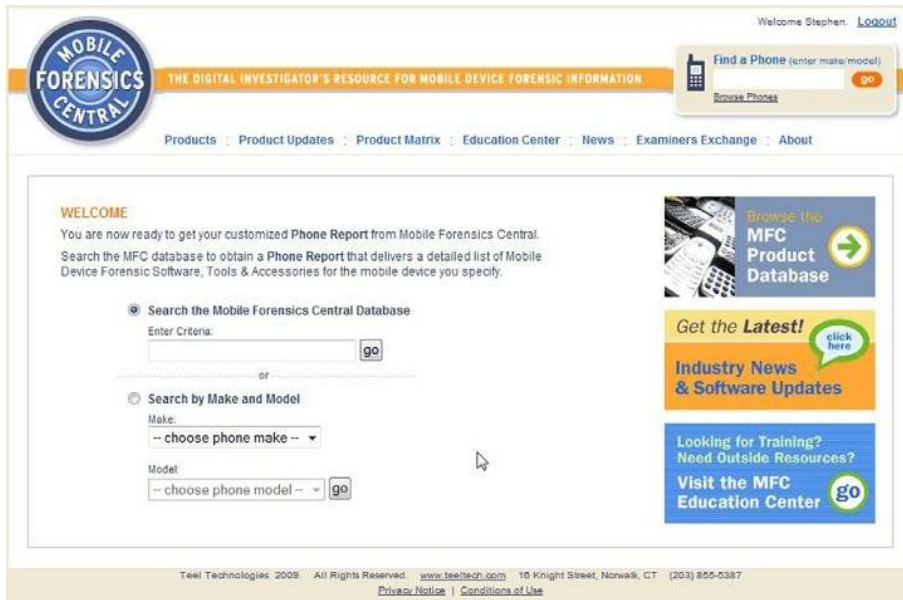 Welcome Stephen. Logout
MOBILE
FORENSICS
CENTRAL
THE DIGITAL INVESTIGATOR'S RESOURCE FOR MOBILE DEVICE FORENSIC INFORMATION
Find a Phone (enter make/model)
go
Browse Phones
Products : Product Updates : Product Matrix : Education Center : News : Examiners Exchange : About
WELCOME
You are now ready to get your customized Phone Report from Mobile Forensics Central.
Search the MFC database to obtain a Phone Report that delivers a detailed list of Mobile
Device Forensic Software, Tools & Accessories for the mobile device you specify.
Search the Mobile Forensics Central Database
Enter Criteria:
go
or
Search by Make and Model
Make:
-- choose phone make --
Model:
-- choose phone model --
go
Browse the
MFC
Product
Database
Get the Latest!
click
here
Industry News
& Software Updates
Looking for Training?
Need Outside Resources?
Visit the MFC
Education Center
go
Teel Technologies 2009 All Rights Reserved. www.teeltech.com 16 Knight Street, Norwalk, CT (203) 855-5387
Privacy Notice | Conditions of Use